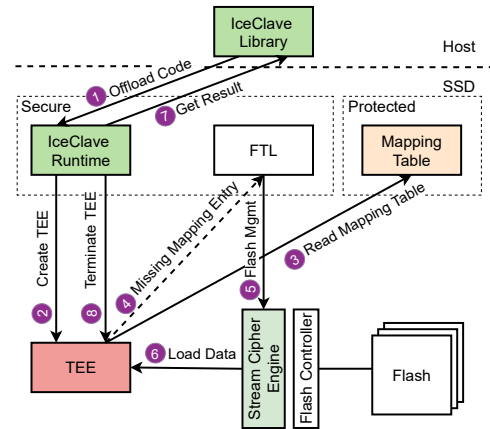 IceClave
Library
Host
SSD
1 Offload Code
7 Get Result
Secure
Protected
IceClave
Runtime
FTL
Mapping
Table
Create TEE
Terminate TEE
Missing Mapping Entry
Flash Mgmt
3 Read Mapping Table
2
8
4
5
TEE
6 Load Data
Stream Cipher
Engine
Flash Controller
Flash